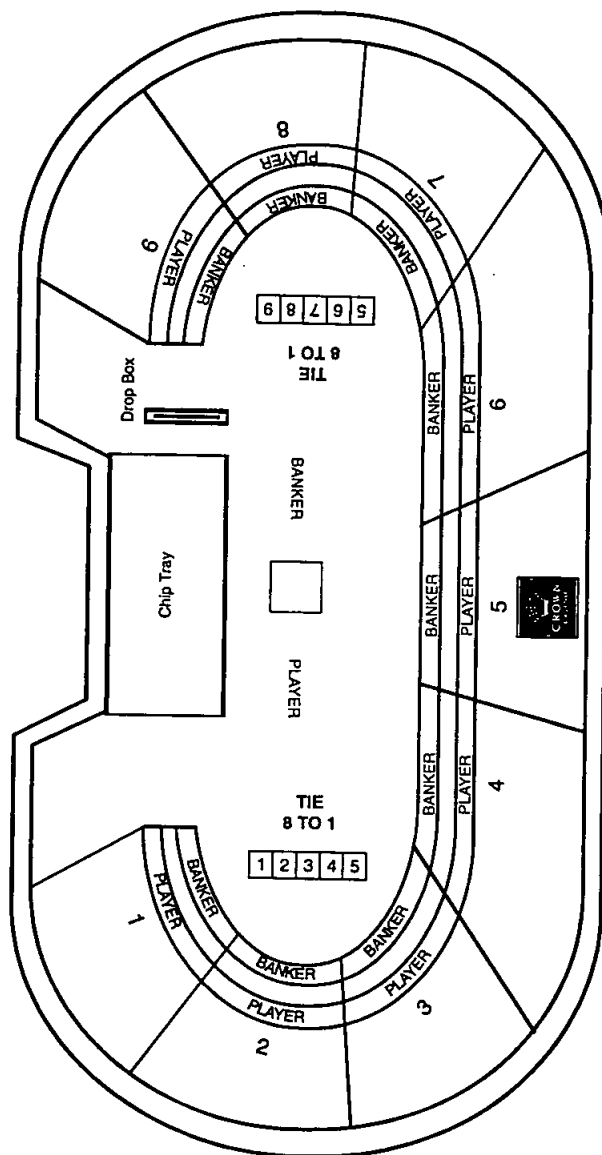 8
PLAYER
BANKER
7
PLAYER
BANKER
9
PLAYER
BANKER
9 8 7 6 5
TIE
8 TO 1
Drop Box
BANKER
PLAYER
6
BANKER
Chip Tray
BANKER
PLAYER
5
CROWN
PLAYER
BANKER
PLAYER
4
TIE
8 TO 1
1 2 3 4 5
1
PLAYER
BANKER
2
PLAYER
BANKER
3
PLAYER
BANKER